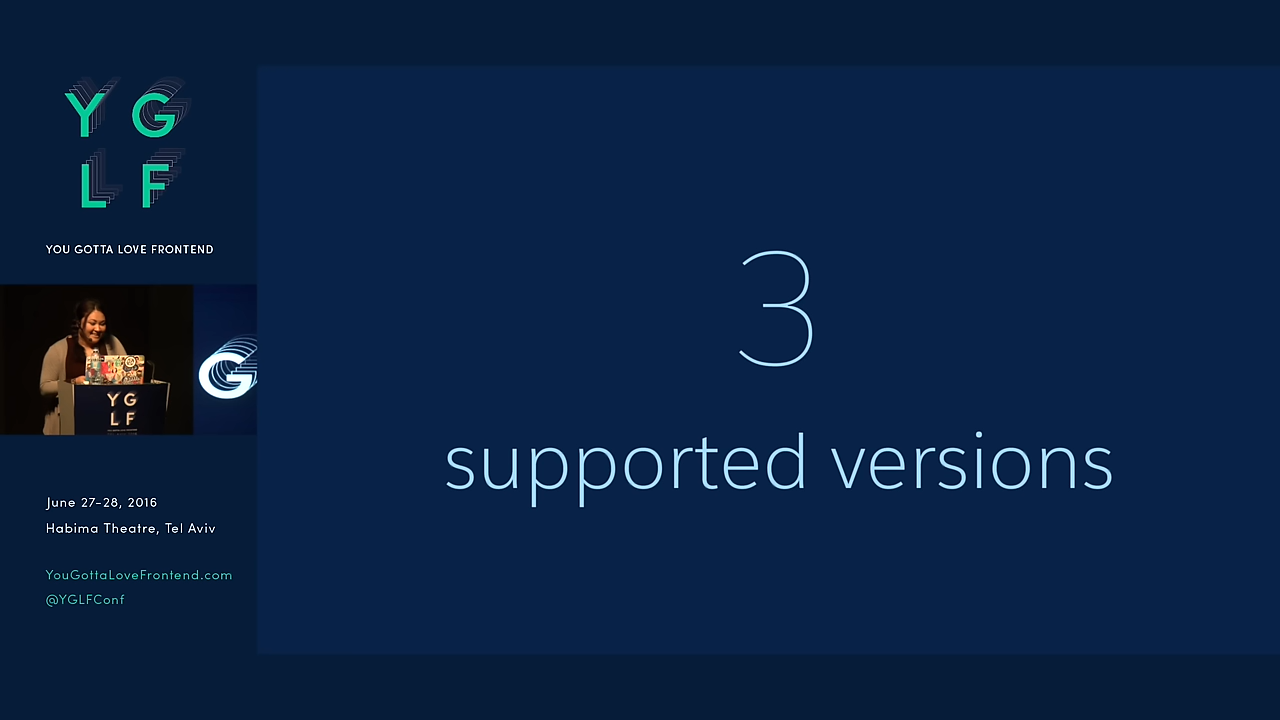 Y G
L F
YOU GOTTA LOVE FRONTEND
G
Y G
L F
June 27-28, 2016
Habima Theatre, Tel Aviv
YouGottaLoveFrontend.com
@YGLFConf
3
supported versions